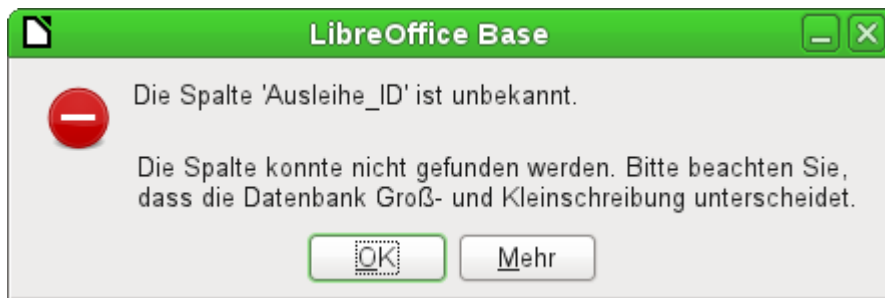 LibreOffice Base
Die Spalte 'Ausleihe_ID' ist unbekannt.
Die Spalte konnte nicht gefunden werden. Bitte beachten Sie,
dass die Datenbank Groß- und Kleinschreibung unterscheidet.
OK Mehr